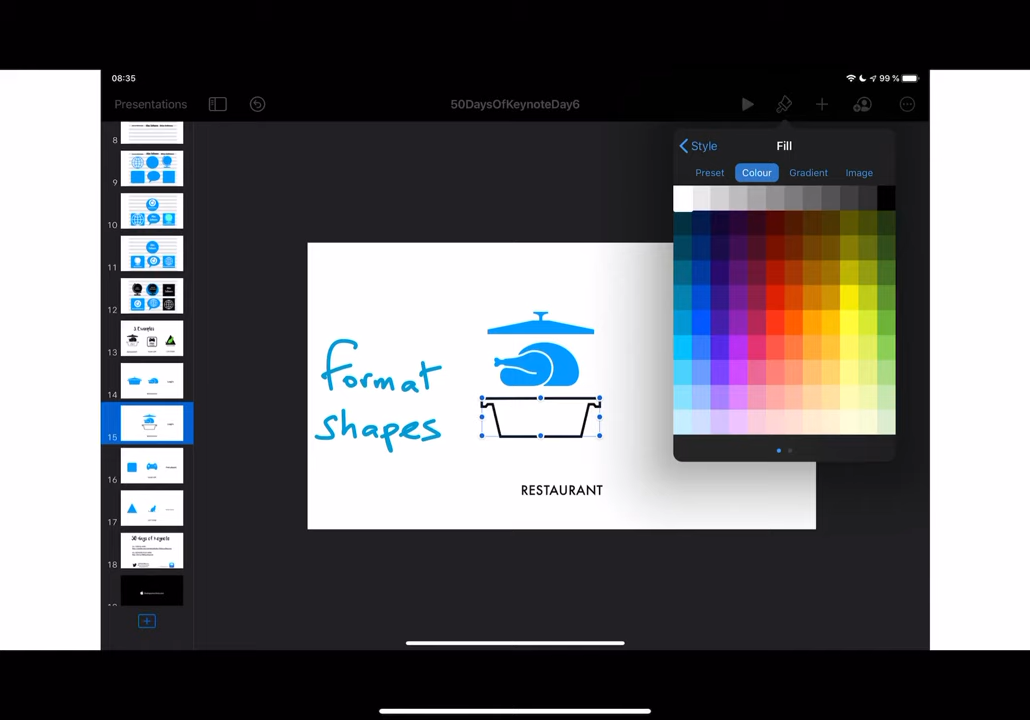 08:35
99 %
Presentations
50DaysOfKeynoteDay6
Style
Fill
Preset
Colour
Gradient
Image
8
9
10
11
12
13
14
15
16
17
18
format
shapes
RESTAURANT